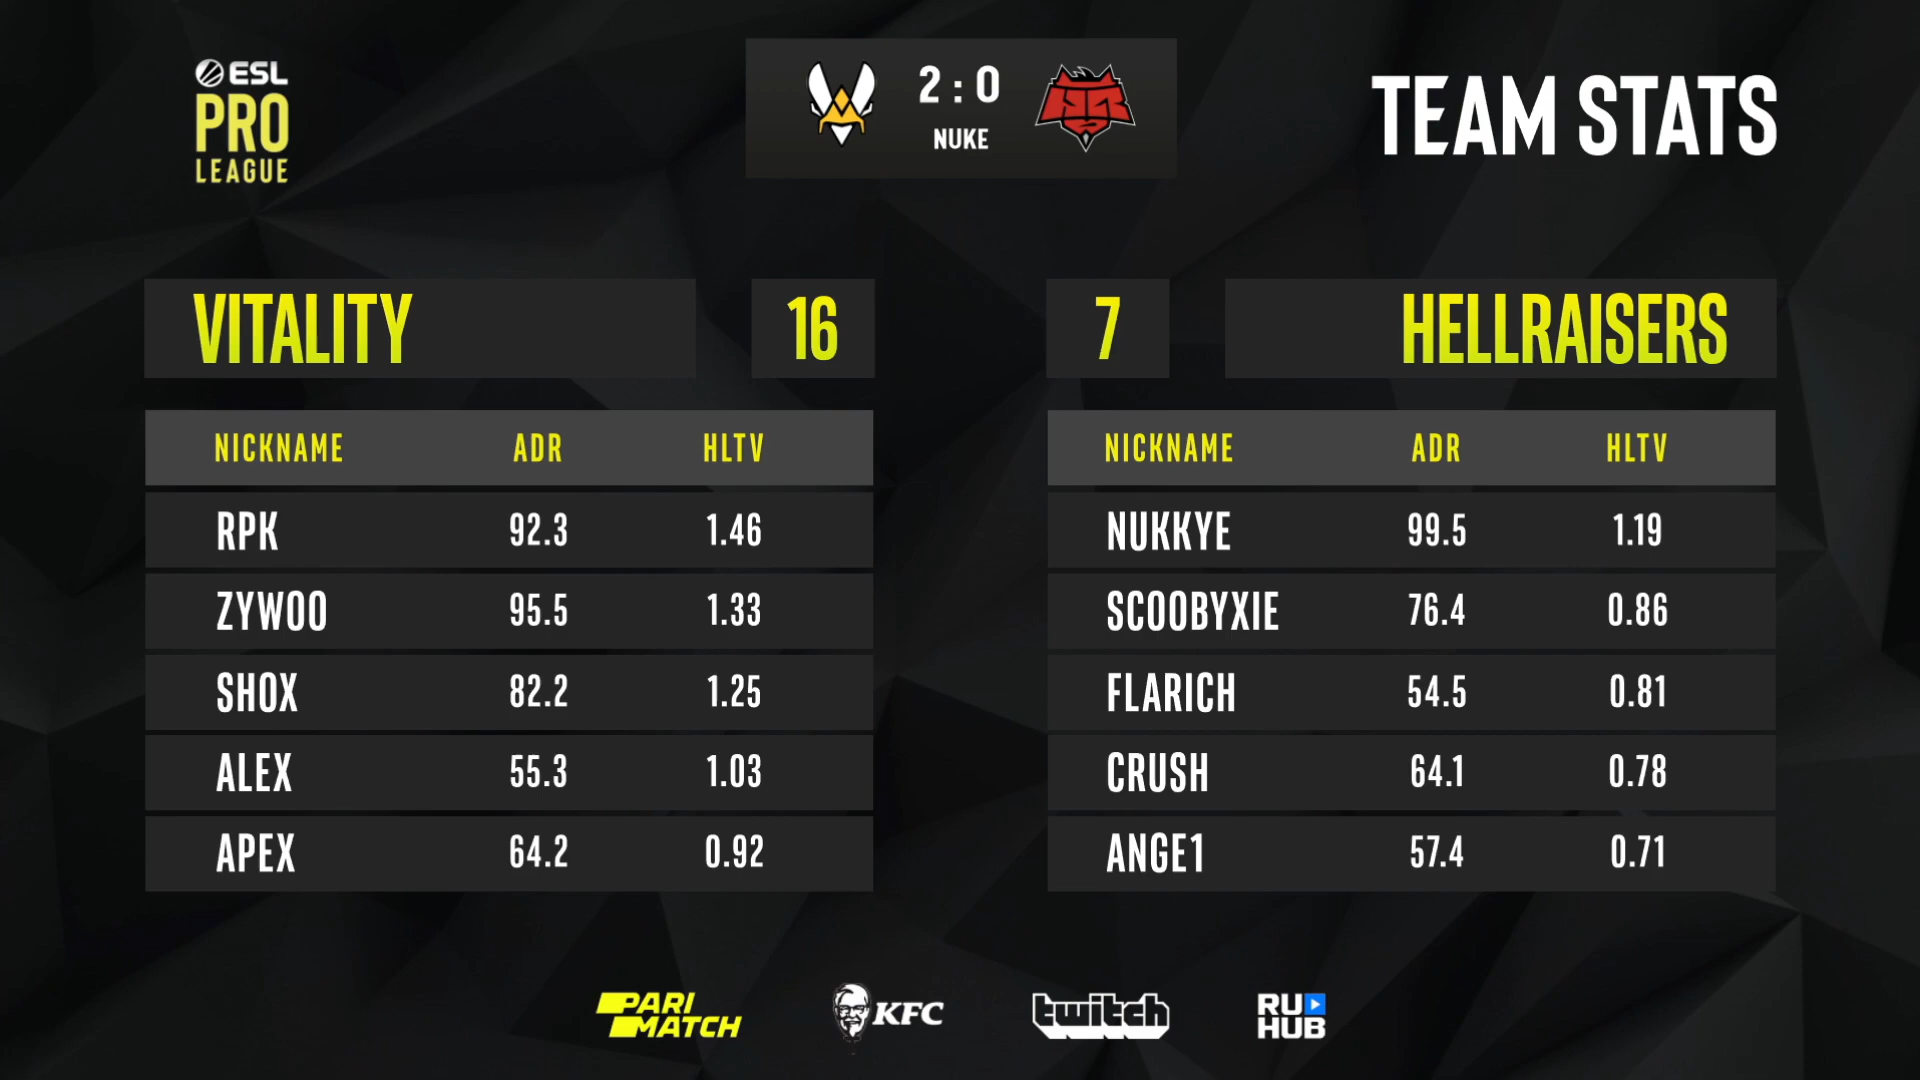 ESL
PRO
LEAGUE
2 : 0
NUKE
TEAM STATS
VITALITY 16
7 HELLRAISERS
NICKNAME ADR HLTV
RPK 92.3 1.46
ZYWOO 95.5 1.33
SHOX 82.2 1.25
ALEX 55.3 1.03
APEX 64.2 0.92
NICKNAME ADR HLTV
NUKKYE 99.5 1.19
SCOOBYXIE 76.4 0.86
FLARICH 54.5 0.81
CRUSH 64.1 0.78
ANGE1 57.4 0.71
PARI
MATCH
KFC
twitch
RU
HUB